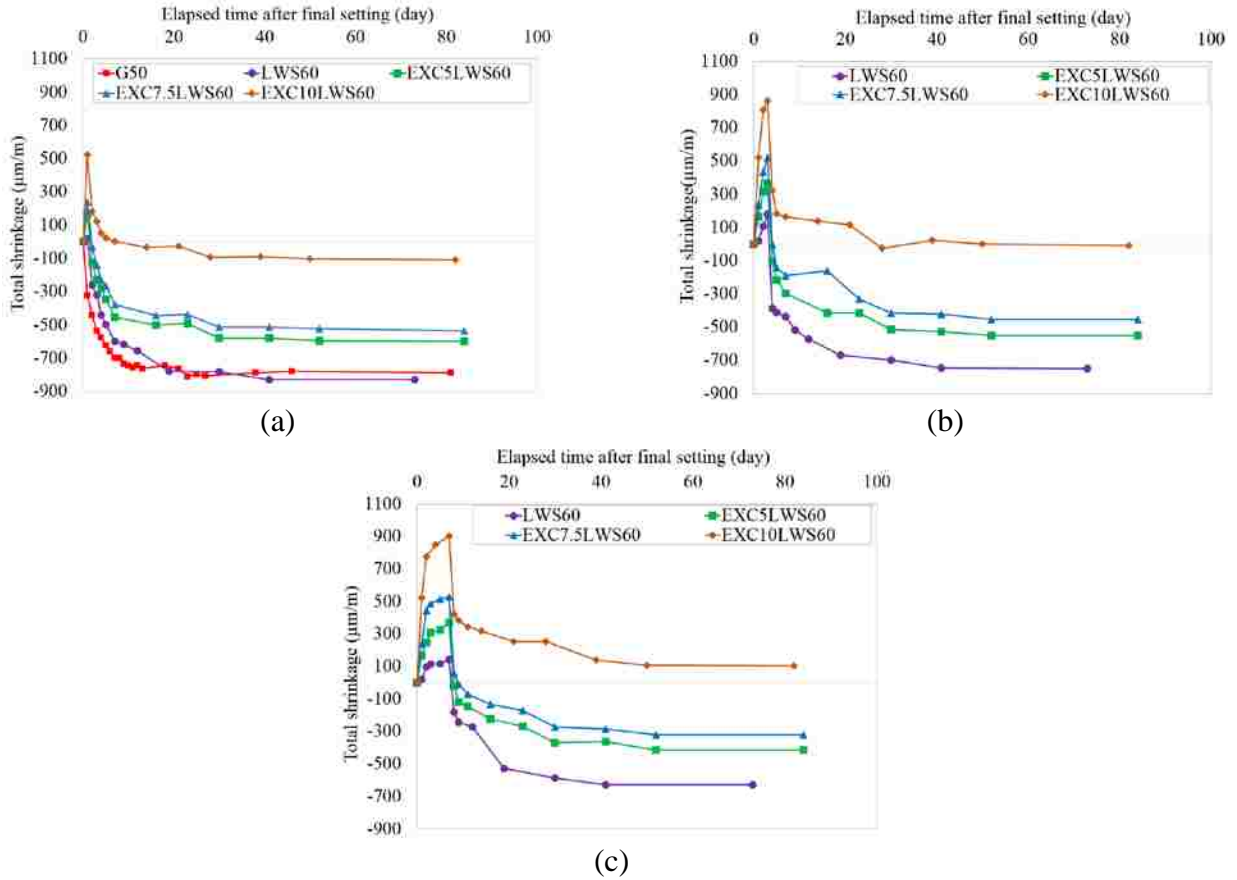 Elapsed time after final setting (day)
0 20 40 60 80 100
1100
900
700
500
300
100
-100
-300
-500
-700
-900
Total shrinkage (μm/m)
G50 LWS60 EXC5LWS60
EXC7.5LWS60 EXC10LWS60
(a)
Elapsed time after final setting (day)
0 20 40 60 80 100
1100
900
700
500
300
100
-100
-300
-500
-700
-900
Total shrinkage(μm/m)
LWS60 EXC5LWS60
EXC7.5LWS60 EXC10LWS60
(b)
Elapsed time after final setting (day)
0 20 40 60 80 100
1100
900
700
500
300
100
-100
-300
-500
-700
-900
Total shrinkage (μm/m)
LWS60 EXC5LWS60
EXC7.5LWS60 EXC10LWS60
(c)